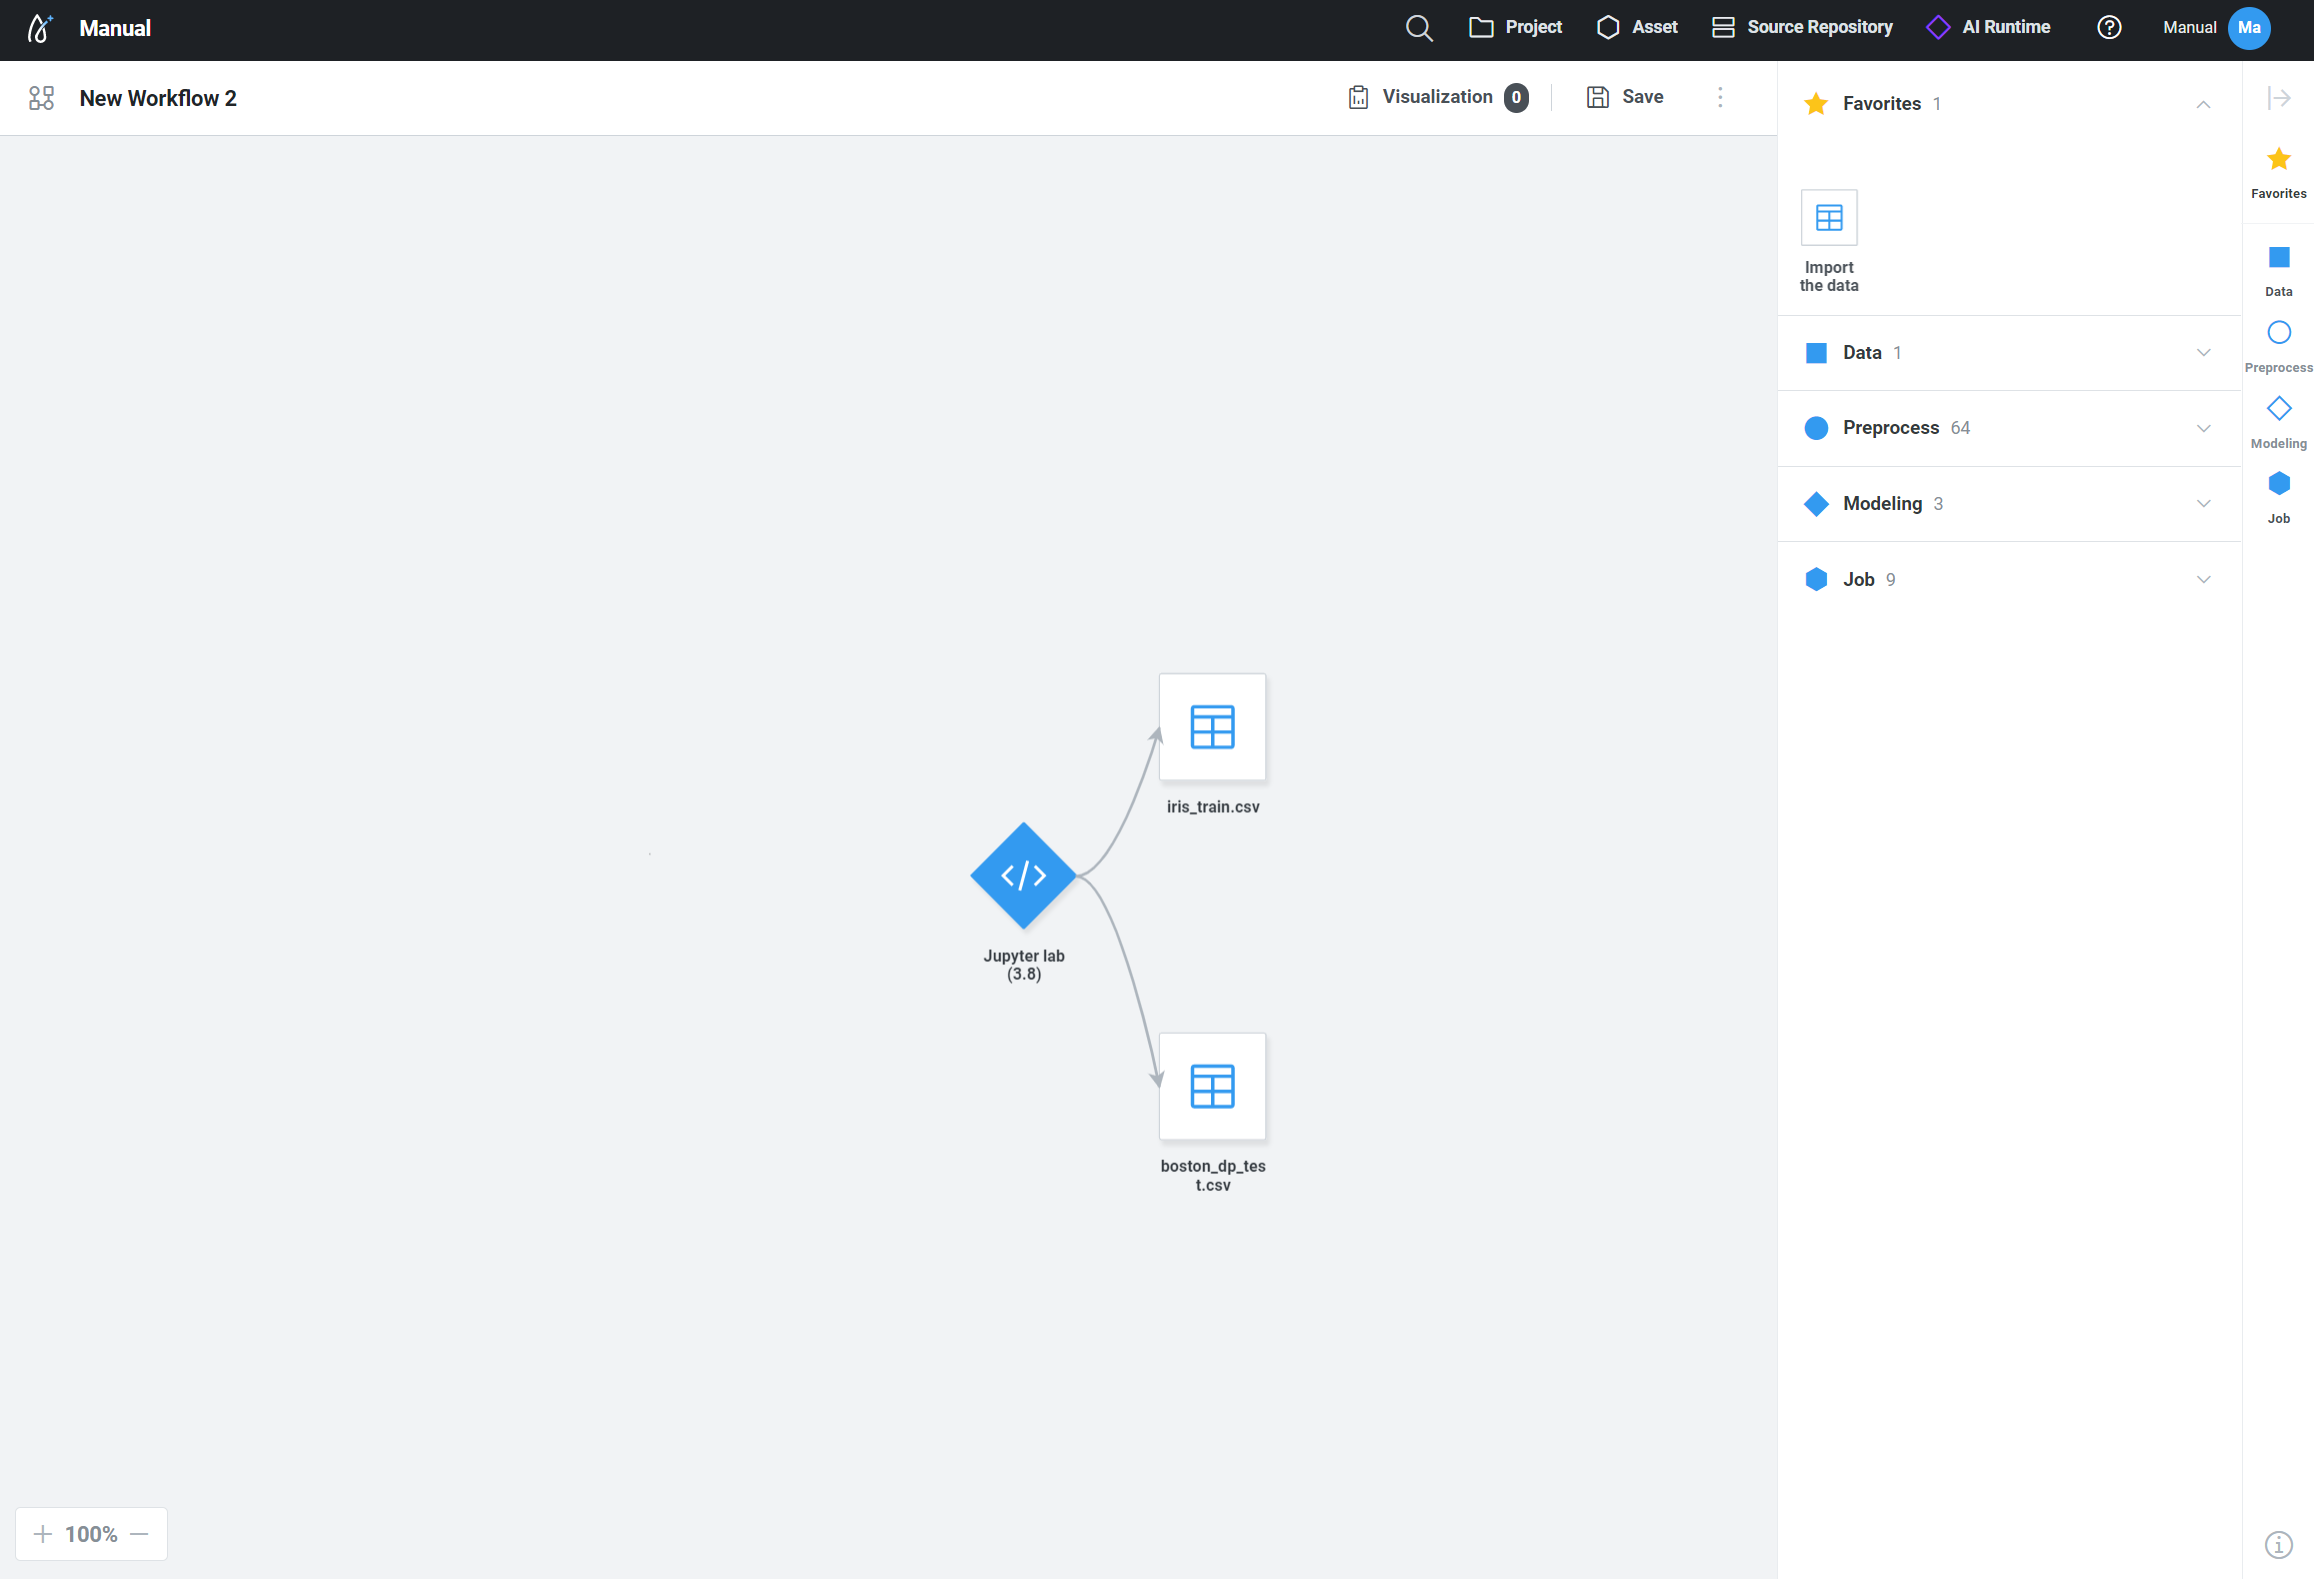 Manual
Project
Asset
Source Repository
AI Runtime
Manual
Ma
New Workflow 2
Visualization 0
Save
Favorites 1
Import
the data
Data 1
Preprocess 64
Modeling 3
Job 9
Favorites
Data
Preprocess
Modeling
Job
iris_train.csv
</>
Jupyter lab
(3.8)
boston_dp_tes
t.csv
100%